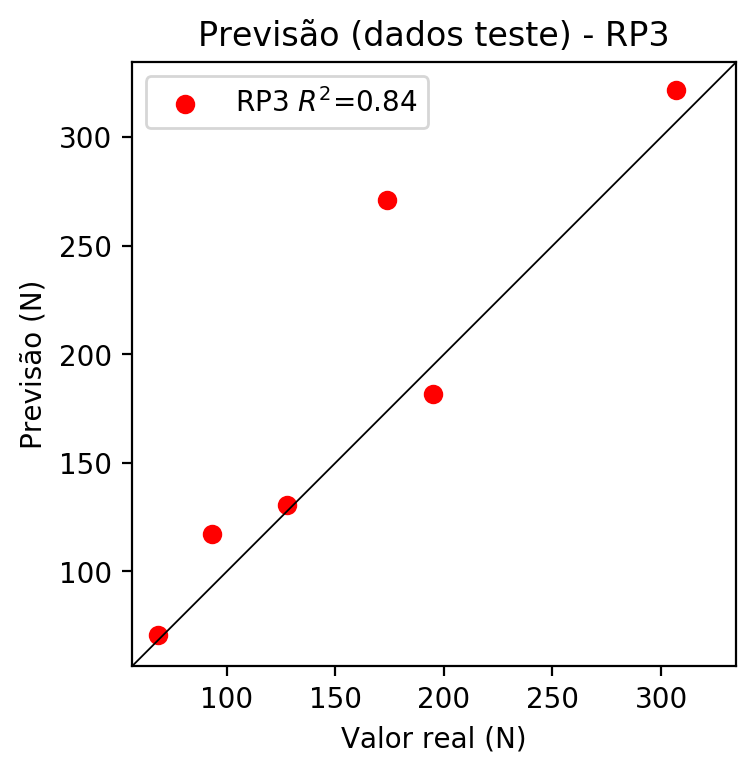 Previsão (dados teste) - RP3
RP3 R²=0.84
300
250
200
150
100
Previsão (N)
100 150 200 250 300
Valor real (N)